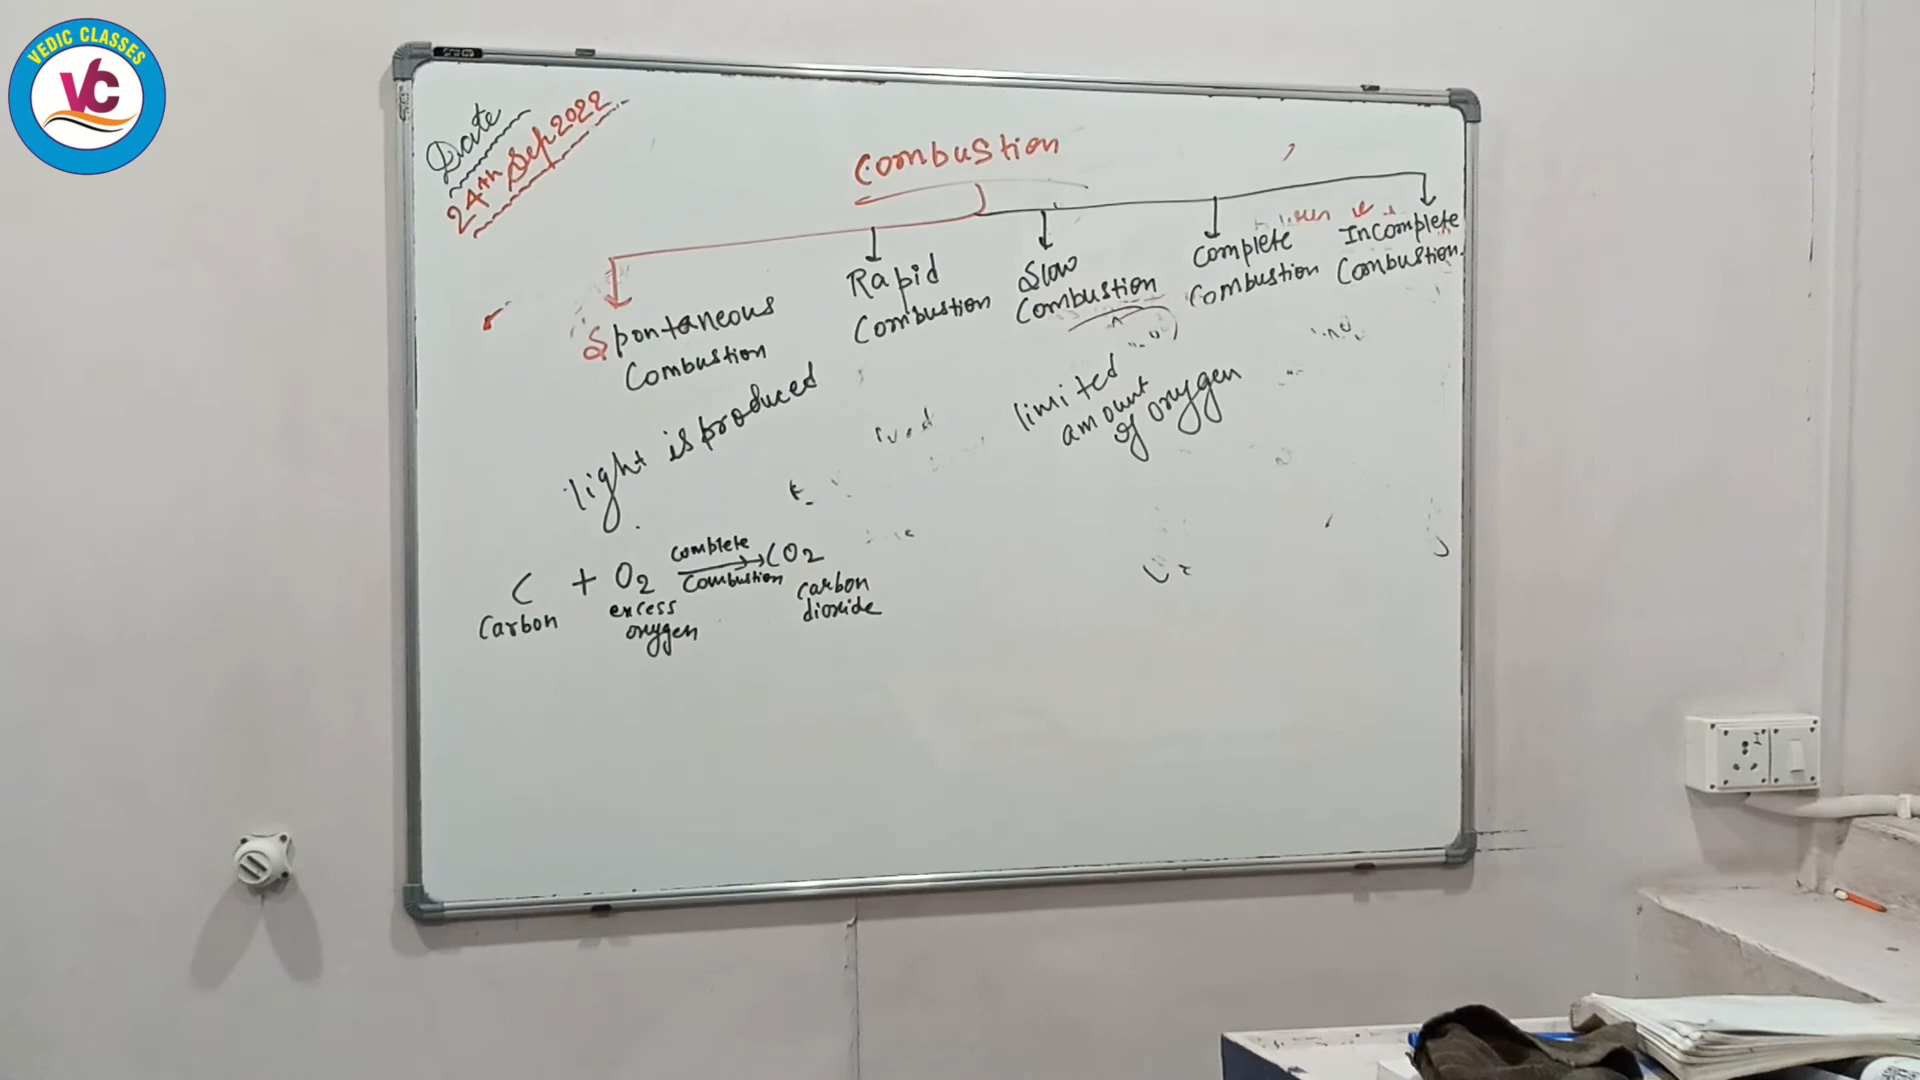 VEDIC CLASSES
VC
Date
24th Sep 2022
Combustion
Spontaneous
Combustion
Rapid
Combustion
Slow
Combustion
Complete
Combustion
Incomplete
Combustion.
light is produced
limited
amount
of oxygen
C + O2 complete CO2
Combustion
Carbon
excess
oxygen
carbon
dioxide